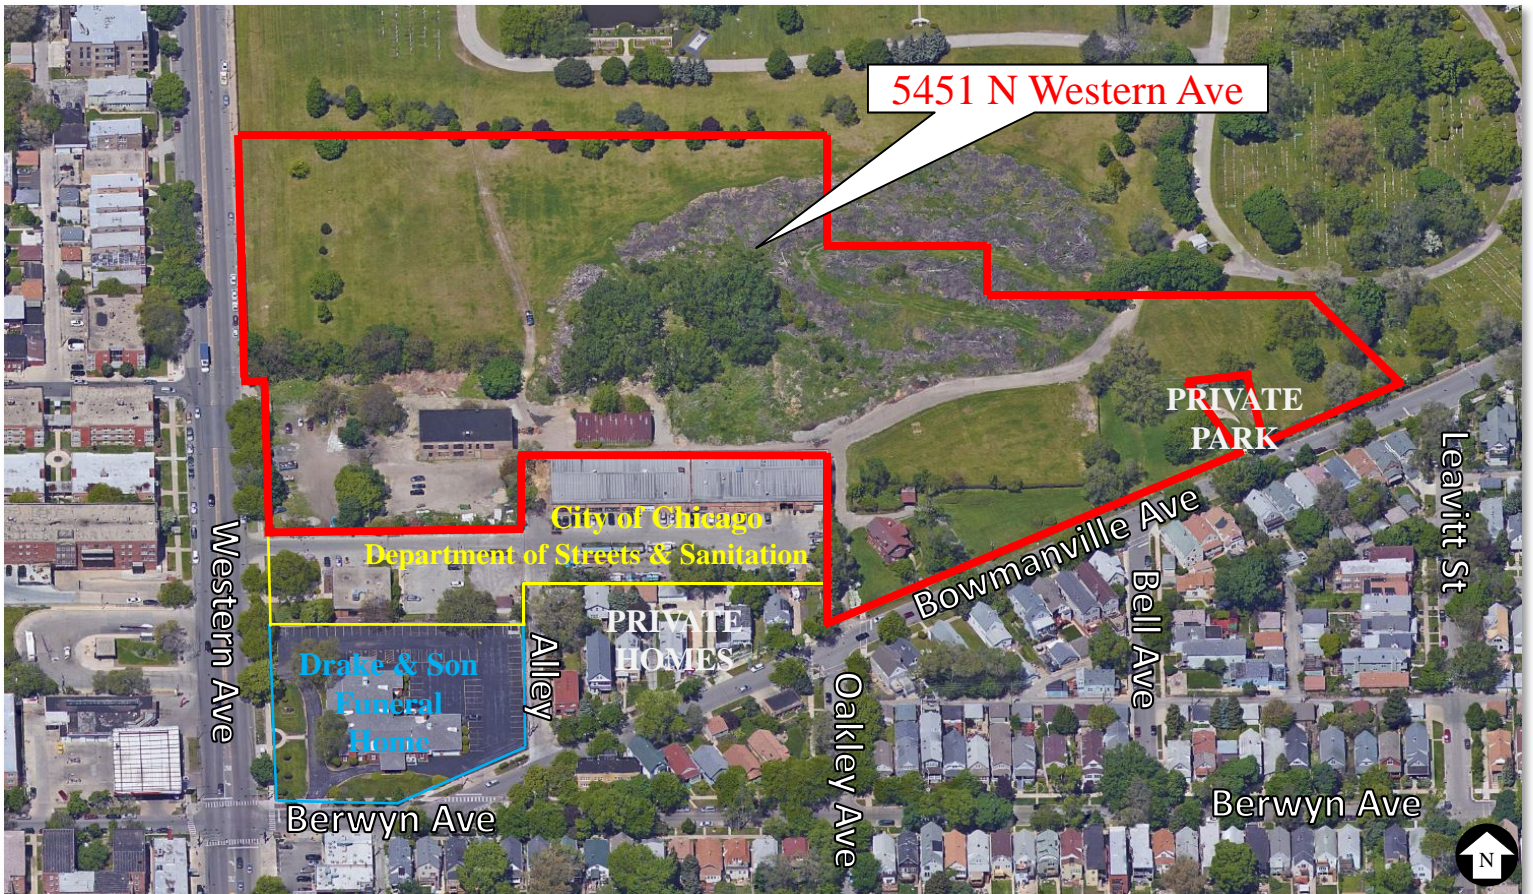 5451 N Western Ave
PRIVATE
PARK
City of Chicago
Department of Streets & Sanitation
Western Ave
Bowmanville Ave
Leavitt St
Bell Ave
PRIVATE
HOMES
Alley
Drake & Son
Funeral
Home
Oakley Ave
Berwyn Ave
Berwyn Ave
N